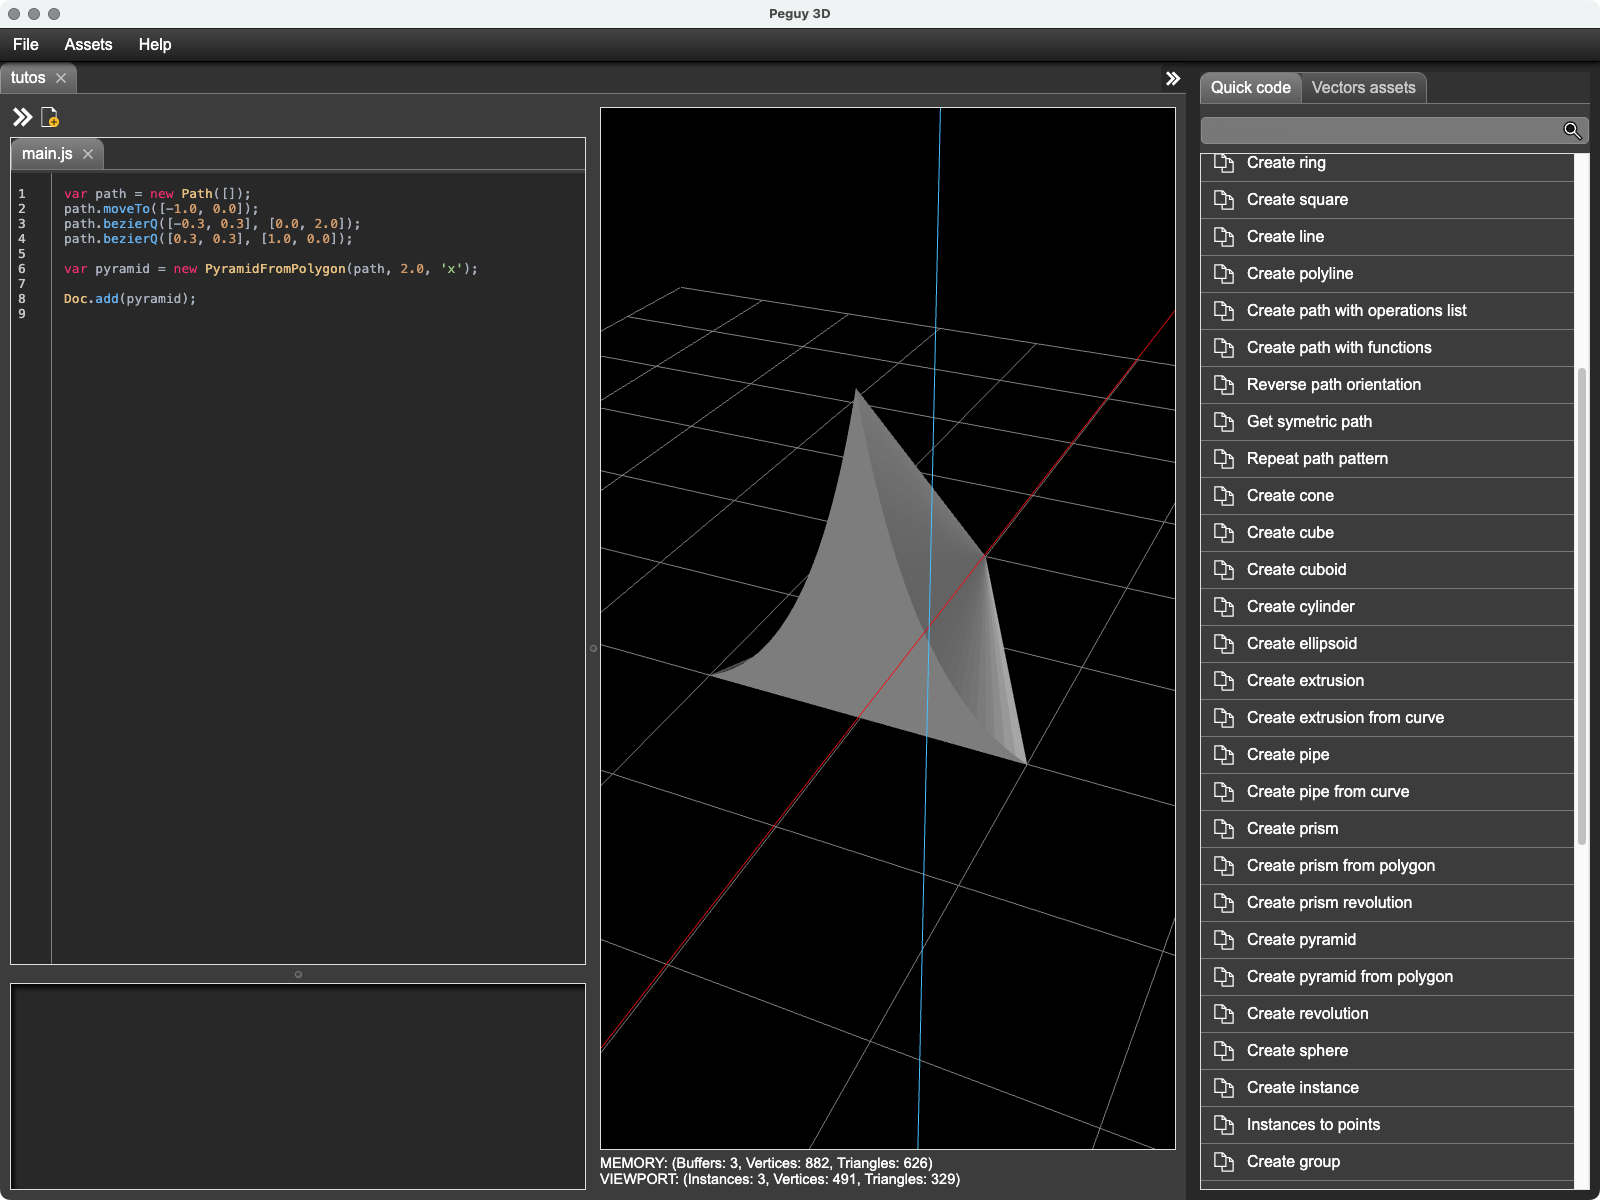 Peguy 3D
File Assets Help
tutos
main.js
1 var path = new Path([]);
2 path.moveTo([-1.0, 0.0]);
3 path.bezierQ([-0.3, 0.3], [0.0, 2.0]);
4 path.bezierQ([0.3, 0.3], [1.0, 0.0]);
5
6 var pyramid = new PyramidFromPolygon(path, 2.0, 'x');
7
8 Doc.add(pyramid);
9
MEMORY: (Buffers: 3, Vertices: 882, Triangles: 626)
VIEWPORT: (Instances: 3, Vertices: 491, Triangles: 329)
Quick code Vectors assets
Create ring
Create square
Create line
Create polyline
Create path with operations list
Create path with functions
Reverse path orientation
Get symetric path
Repeat path pattern
Create cone
Create cube
Create cuboid
Create cylinder
Create ellipsoid
Create extrusion
Create extrusion from curve
Create pipe
Create pipe from curve
Create prism
Create prism from polygon
Create prism revolution
Create pyramid
Create pyramid from polygon
Create revolution
Create sphere
Create instance
Instances to points
Create group